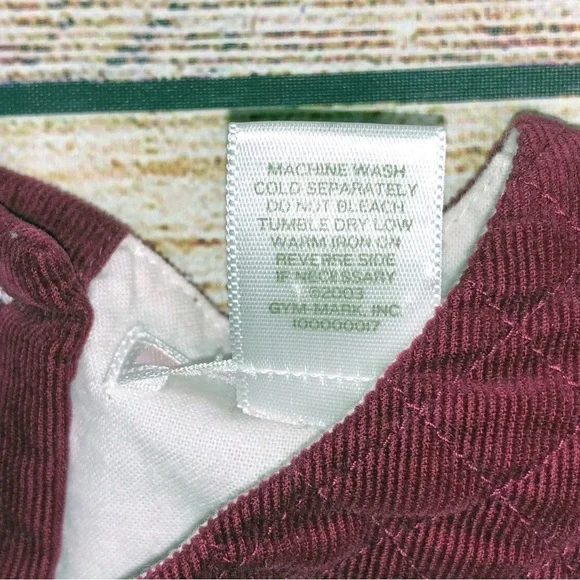 MACHINE WASH
COLD SEPARATELY
DO NOT BLEACH
TUMBLE DRY LOW
WARM IRON ON
REVERSE SIDE
IF NECESSARY
©2003
GYM-MARK, INC.
100000017